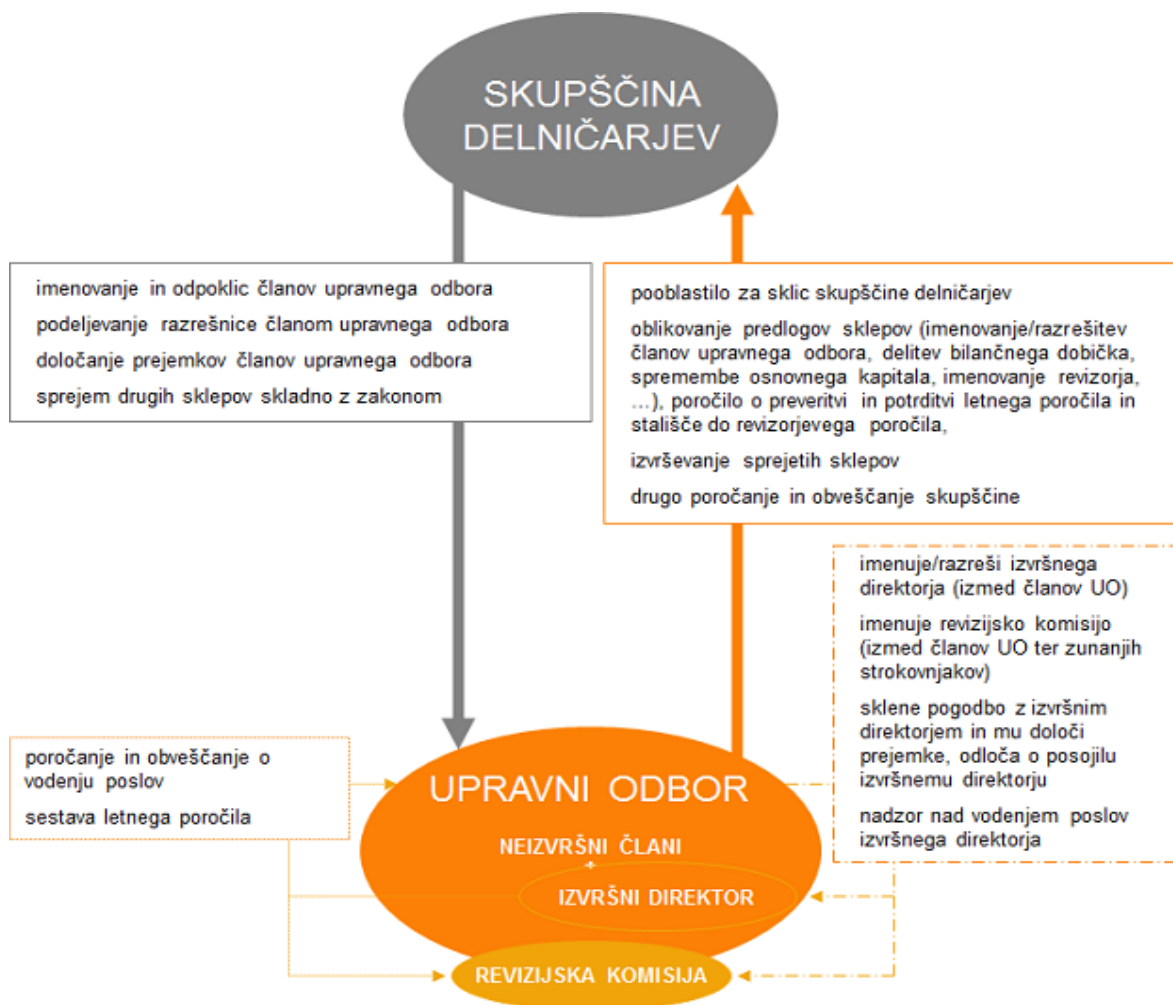 SKUPŠČINA
DELNIČARJEV
imenovanje in odpoklic članov upravnega odbora
podeljevanje razrešnice članom upravnega odbora
določanje prejemkov članov upravnega odbora
sprejem drugih sklepov skladno z zakonom
pooblastilo za sklic skupščine delničarjev
oblikovanje predlogov sklepov (imenovanje/razrešitev
članov upravnega odbora, delitev bilančnega dobička,
spremembe osnovnega kapitala, imenovanje revizorja,
…), poročilo o preveritvi in potrditvi letnega poročila in
stališče do revizorjevega poročila,
izvrševanje sprejetih sklepov
drugo poročanje in obveščanje skupščine
imenuje/razreši izvršnega
direktorja (izmed članov UO)
imenuje revizijsko komisijo
(izmed članov UO ter zunanjih
strokovnjakov)
sklene pogodbo z izvršnim
direktorjem in mu določi
prejemke, odloča o posojilu
izvršnemu direktorju
nadzor nad vodenjem poslov
izvršnega direktorja
poročanje in obveščanje o
vodenju poslov
sestava letnega poročila
UPRAVNI ODBOR
NEIZVRŠNI ČLANI
+
IZVRŠNI DIREKTOR
REVIZIJSKA KOMISIJA